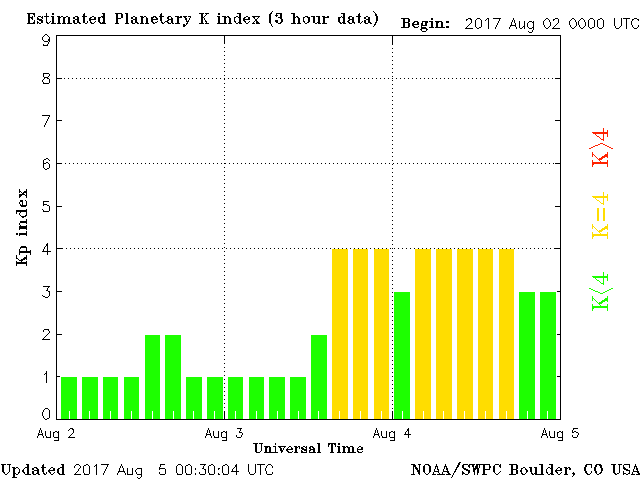 Estimated Planetary K index (3 hour data) Begin: 2017 Aug 02 0000 UTC
9
8
7
6
5
4
3
2
1
0
Kp index
K>4
K=4
K<4
Aug 2 Aug 3 Aug 4 Aug 5
Universal Time
Updated 2017 Aug 5 00:30:04 UTC NOAA/SWPC Boulder, CO USA